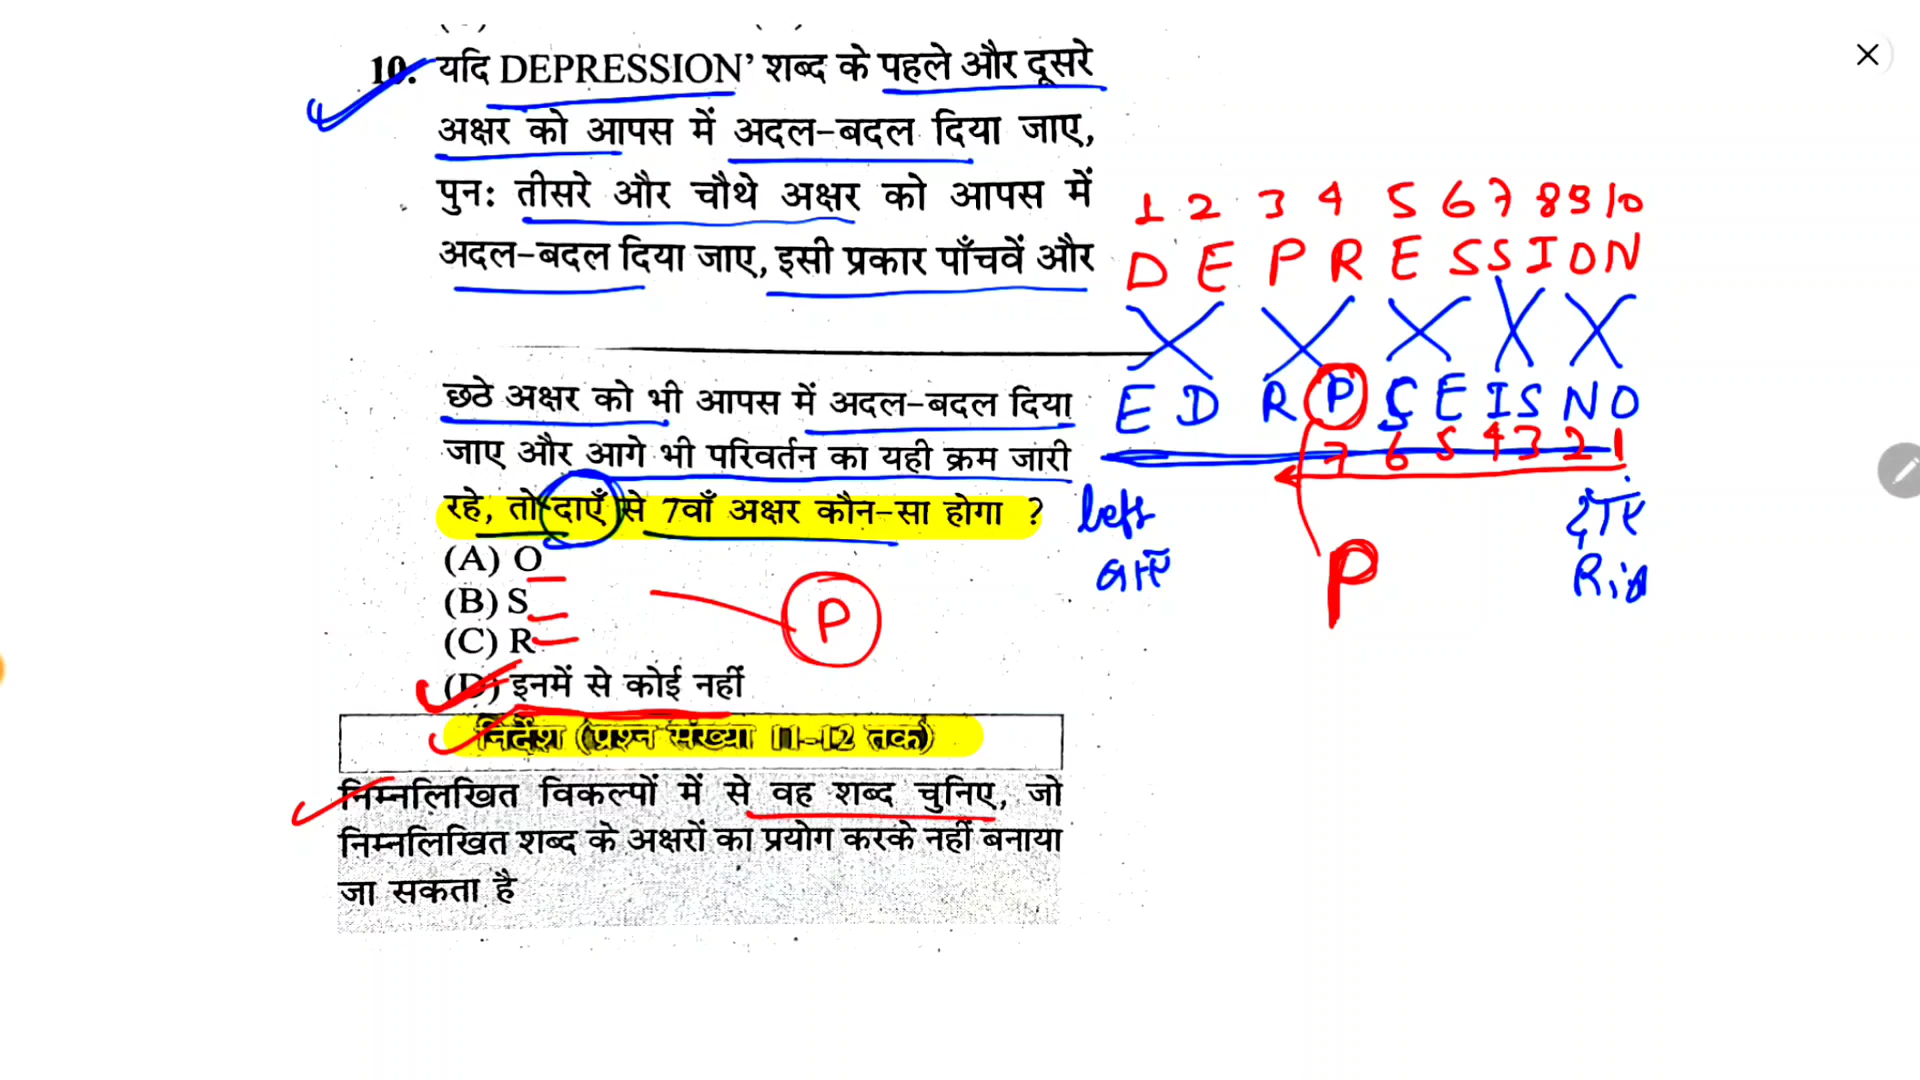 10. यदि DEPRESSION’ शब्द के पहले और दूसरे
अक्षर को आपस में अदल-बदल दिया जाए,
पुन: तीसरे और चौथे अक्षर को आपस में
अदल-बदल दिया जाए, इसी प्रकार पाँचवें और
छठे अक्षर को भी आपस में अदल-बदल दिया
जाए और आगे भी परिवर्तन का यही क्रम जारी
रहे, तो दाएँ से 7वाँ अक्षर कौन-सा होगा ?
(A) O
(B) S
(C) R
(D) इनमें से कोई नहीं
P
निर्देश (प्रश्न संख्या 11-12 तक)
निम्नलिखित विकल्पों में से वह शब्द चुनिए, जो
निम्नलिखित शब्द के अक्षरों का प्रयोग करके नहीं बनाया
जा सकता है
1 2 3 4 5 6 7 8 9 10
D E P R E S S I O N
E D R P S E I S N O
7 6 5 4 3 2 1
left
P